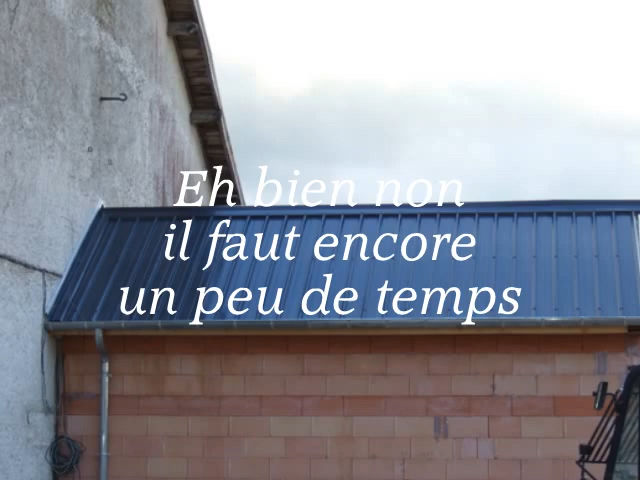 Eh bien non
il faut encore
un peu de temps